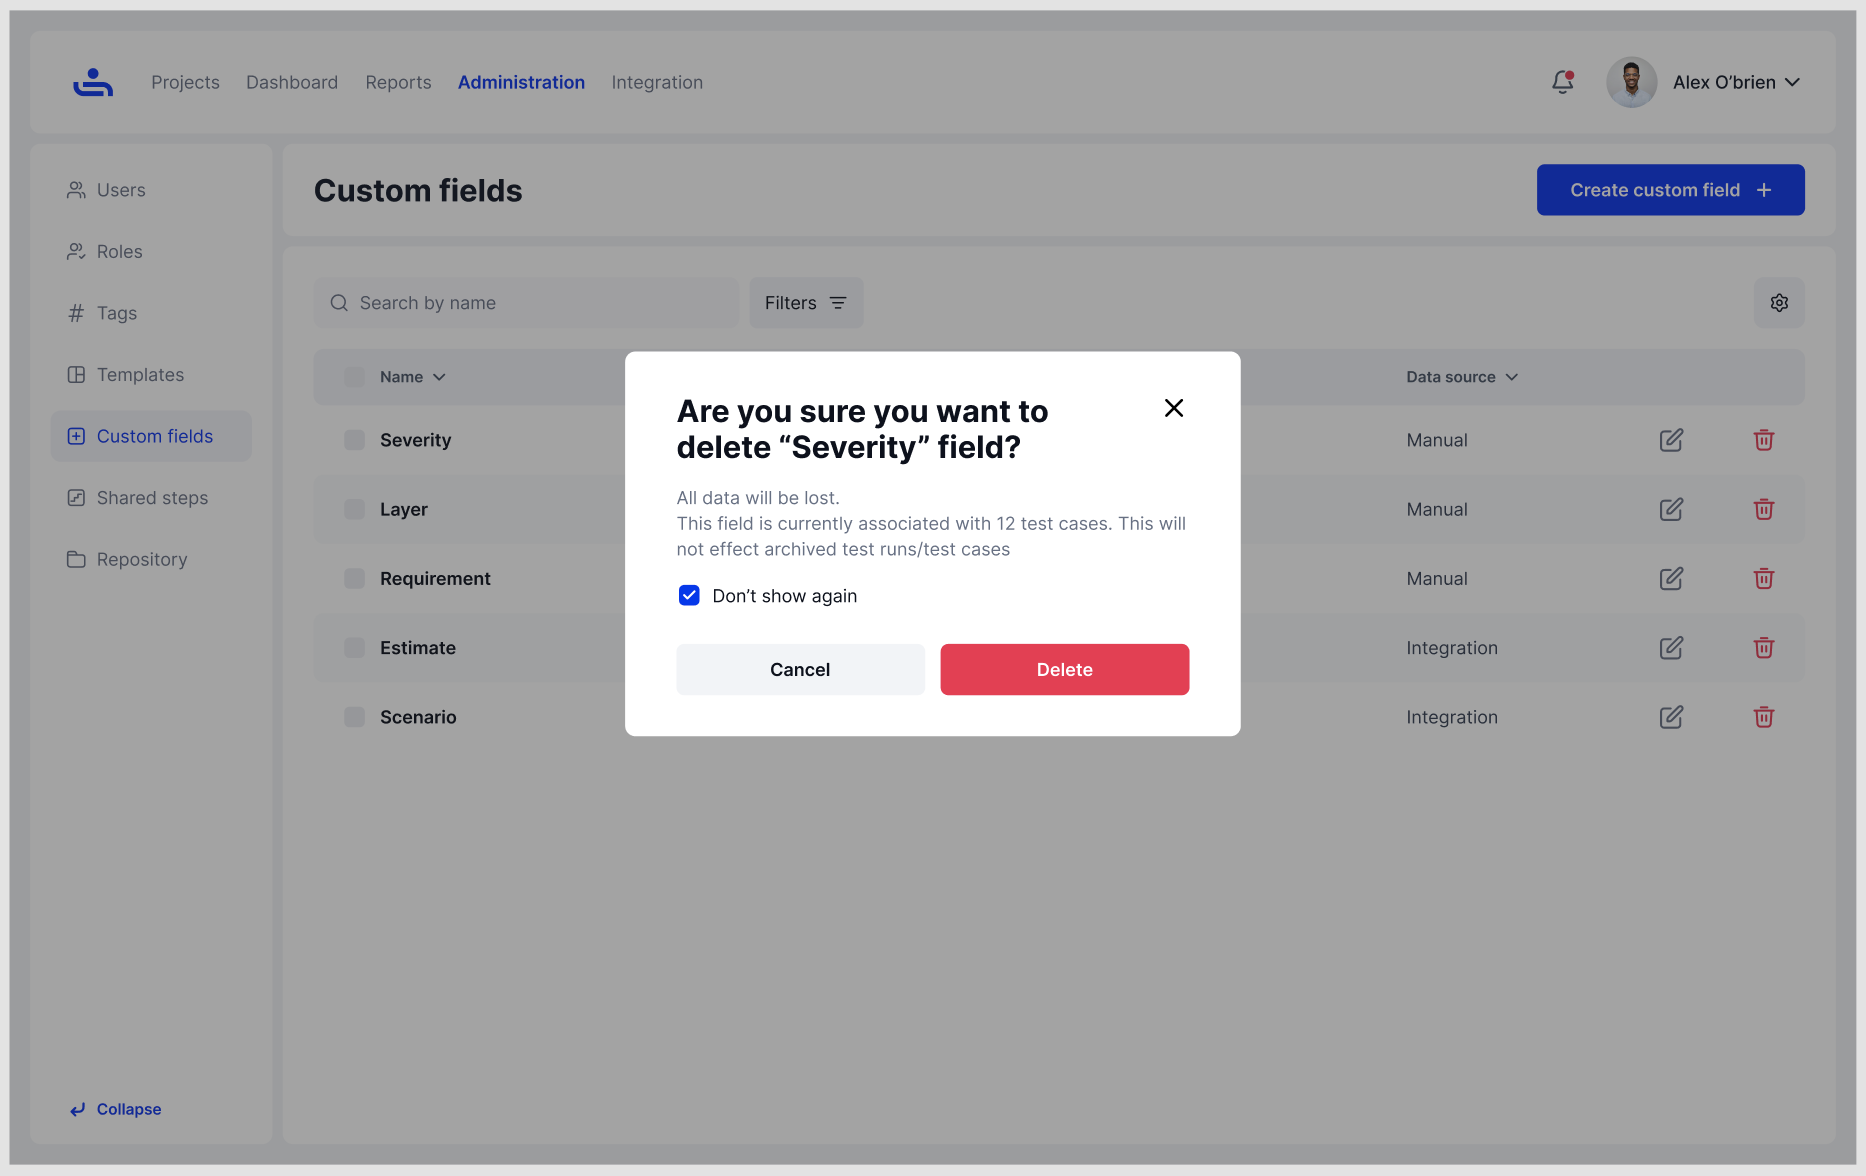 Projects Dashboard Reports Administration Integration Alex O’brien
Users
Roles
Tags
Templates
Custom fields
Shared steps
Repository
Collapse
Custom fields
Create custom field
Search by name
Filters
Name Data source
Severity Manual
Layer Manual
Requirement Manual
Estimate Integration
Scenario Integration
Are you sure you want to
delete “Severity” field?
All data will be lost.
This field is currently associated with 12 test cases. This will
not effect archived test runs/test cases
Don’t show again
Cancel Delete